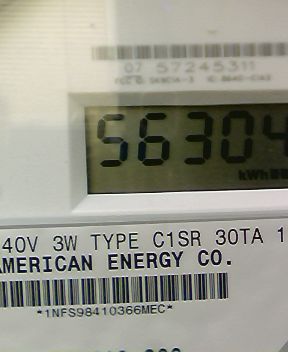 07 57245311
56304
kWh
40V 3W TYPE C1SR 30TA 1
AMERICAN ENERGY CO.
*1NFS98410366MEC*